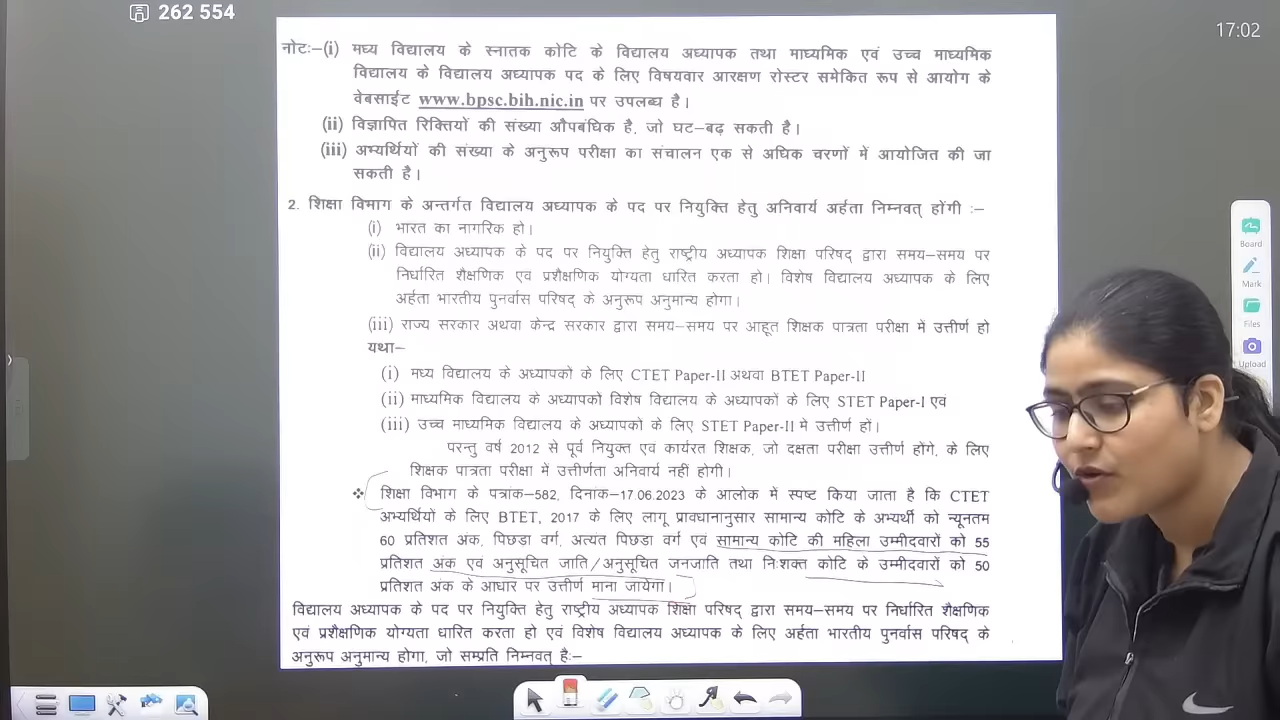 262 554
17:02
नोटः–(i) मध्य विद्यालय के स्नातक कोटि के विद्यालय अध्यापक तथा माध्यमिक एवं उच्च माध्यमिक
विद्यालय के विद्यालय अध्यापक पद के लिए विषयवार आरक्षण रोस्टर समेकित रूप से आयोग के
वेबसाईट www.bpsc.bih.nic.in पर उपलब्ध है।
(ii) विज्ञापित रिक्तियों की संख्या औपबंधिक है, जो घट–बढ़ सकती है।
(iii) अभ्यर्थियों की संख्या के अनुरूप परीक्षा का संचालन एक से अधिक चरणों में आयोजित की जा
सकती है।
2. शिक्षा विभाग के अन्तर्गत विद्यालय अध्यापक के पद पर नियुक्ति हेतु अनिवार्य अर्हता निम्नवत् होंगी :–
(i) भारत का नागरिक हो।
(ii) विद्यालय अध्यापक के पद पर नियुक्ति हेतु राष्ट्रीय अध्यापक शिक्षा परिषद् द्वारा समय–समय पर
निर्धारित शैक्षणिक एवं प्रशैक्षणिक योग्यता धारित करता हो। विशेष विद्यालय अध्यापक के लिए
अर्हता भारतीय पुनर्वास परिषद् के अनुरूप अनुमान्य होगा।
(iii) राज्य सरकार अथवा केन्द्र सरकार द्वारा समय–समय पर आहूत शिक्षक पात्रता परीक्षा में उत्तीर्ण हो
यथा–
(i) मध्य विद्यालय के अध्यापकों के लिए CTET Paper-II अथवा BTET Paper-II
(ii) माध्यमिक विद्यालय के अध्यापकों विशेष विद्यालय के अध्यापकों के लिए STET Paper-I एवं
(iii) उच्च माध्यमिक विद्यालय के अध्यापकों के लिए STET Paper-II मे उत्तीर्ण हों।
परन्तु वर्ष 2012 से पूर्व नियुक्त एवं कार्यरत शिक्षक, जो दक्षता परीक्षा उत्तीर्ण होंगे, के लिए
शिक्षक पात्रता परीक्षा में उत्तीर्णता अनिवार्य नहीं होगी।
❖ शिक्षा विभाग के पत्रांक–582, दिनांक–17.06.2023 के आलोक में स्पष्ट किया जाता है कि CTET
अभ्यर्थियों के लिए BTET, 2017 के लिए लागू प्रावधानानुसार सामान्य कोटि के अभ्यर्थी को न्यूनतम
60 प्रतिशत अंक, पिछड़ा वर्ग, अत्यंत पिछड़ा वर्ग एवं सामान्य कोटि की महिला उम्मीदवारों को 55
प्रतिशत अंक एवं अनुसूचित जाति/अनुसूचित जनजाति तथा निःशक्त कोटि के उम्मीदवारों को 50
प्रतिशत अंक के आधार पर उत्तीर्ण माना जायेगा।
विद्यालय अध्यापक के पद पर नियुक्ति हेतु राष्ट्रीय अध्यापक शिक्षा परिषद् द्वारा समय–समय पर निर्धारित शैक्षणिक
एवं प्रशैक्षणिक योग्यता धारित करता हो एवं विशेष विद्यालय अध्यापक के लिए अर्हता भारतीय पुनर्वास परिषद् के
अनुरूप अनुमान्य होगा, जो सम्प्रति निम्नवत् है:–
Board
Mark
Files
Upload